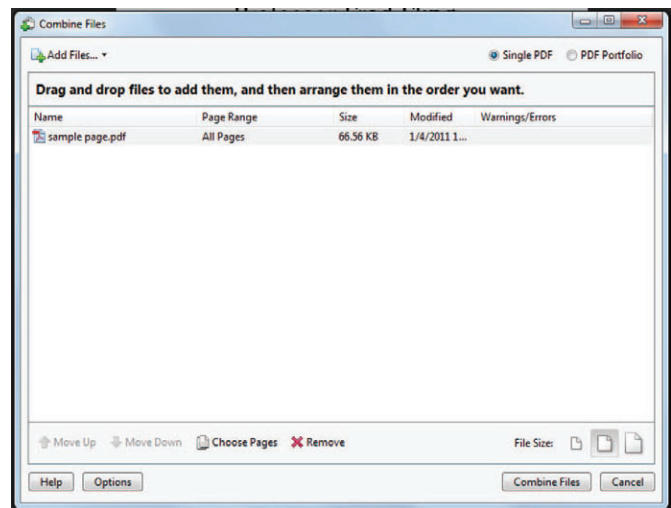 Combine Files
Add Files...
Single PDF PDF Portfolio
Drag and drop files to add them, and then arrange them in the order you want.
Name Page Range Size Modified Warnings/Errors
sample page.pdf All Pages 66.56 KB 1/4/2011 1...
Move Up Move Down Choose Pages Remove File Size:
Help Options Combine Files Cancel